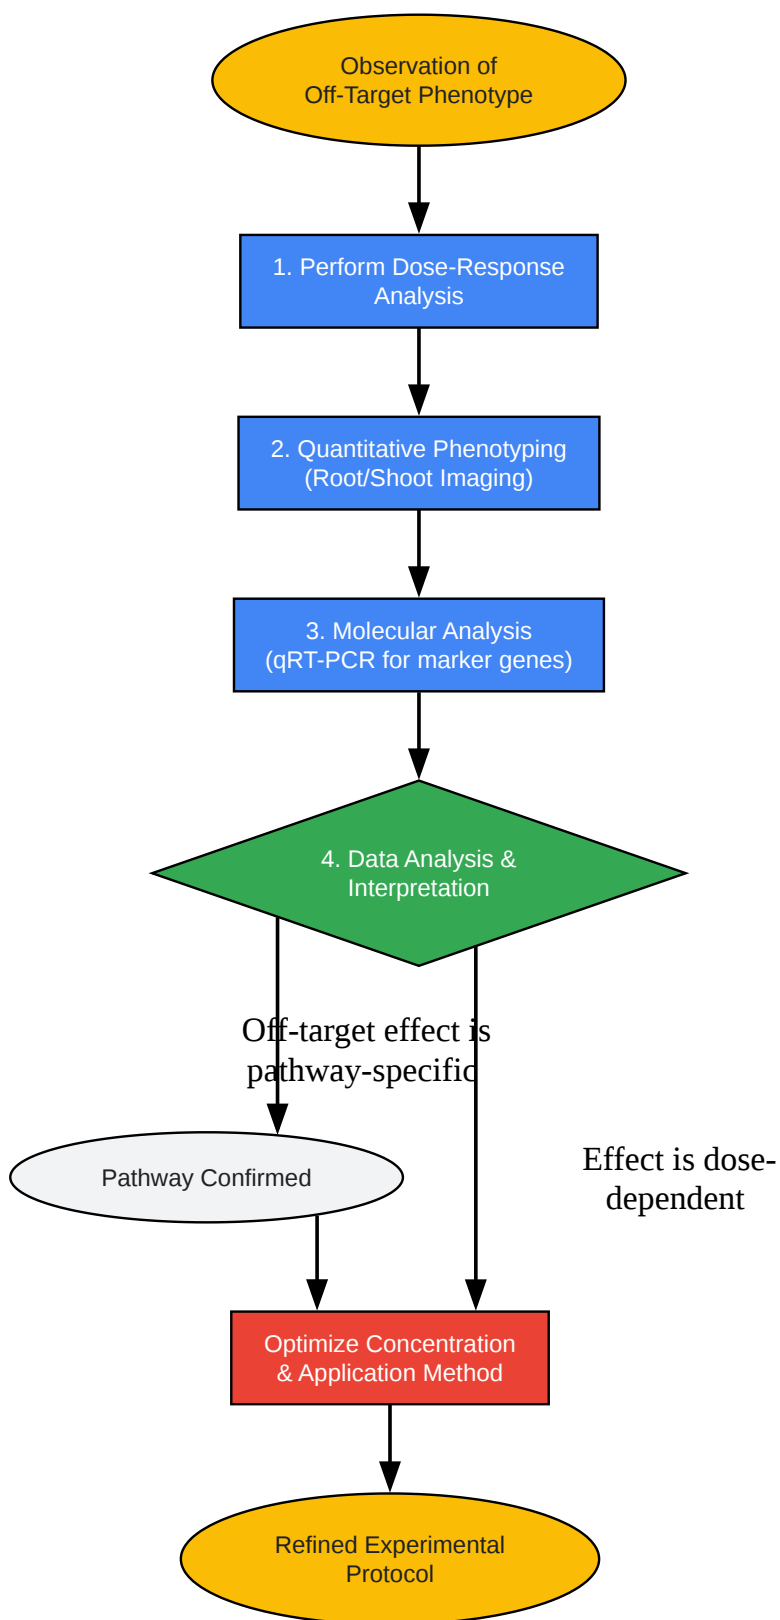 Observation of
Off-Target Phenotype
1. Perform Dose-Response
Analysis
2. Quantitative Phenotyping
(Root/Shoot Imaging)
3. Molecular Analysis
(qRT-PCR for marker genes)
4. Data Analysis &
Interpretation
Off-target effect is
pathway-specific
Effect is dose-
dependent
Pathway Confirmed
Optimize Concentration
& Application Method
Refined Experimental
Protocol